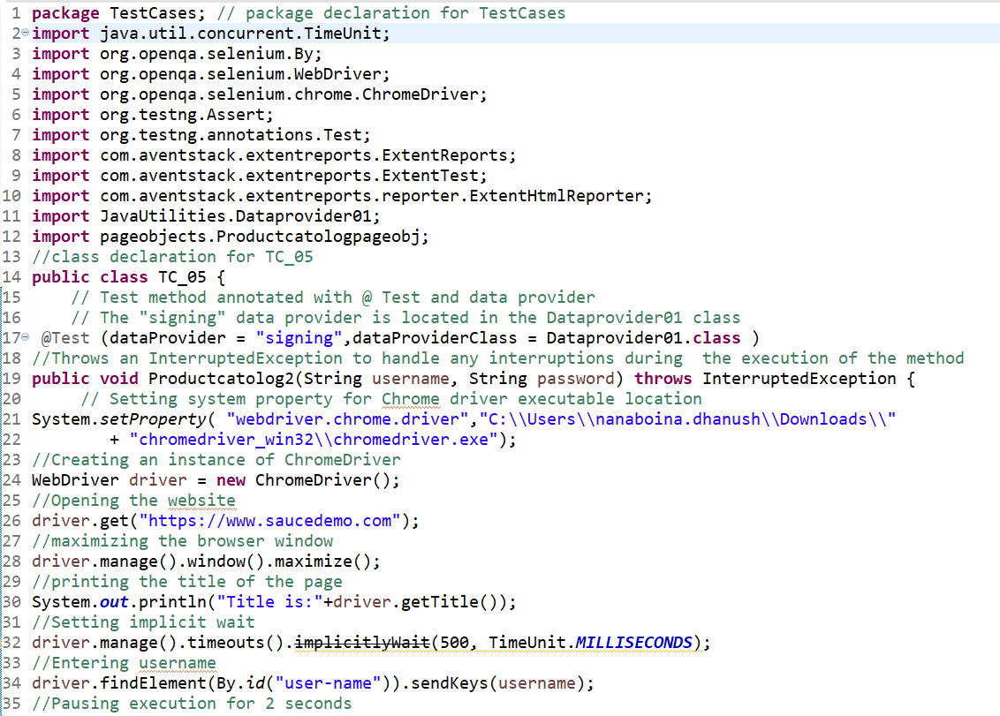 1 package TestCases; // package declaration for TestCases
2 import java.util.concurrent.TimeUnit;
3 import org.openqa.selenium.By;
4 import org.openqa.selenium.WebDriver;
5 import org.openqa.selenium.chrome.ChromeDriver;
6 import org.testng.Assert;
7 import org.testng.annotations.Test;
8 import com.aventstack.extentreports.ExtentReports;
9 import com.aventstack.extentreports.ExtentTest;
10 import com.aventstack.extentreports.reporter.ExtentHtmlReporter;
11 import JavaUtilities.Dataprovider01;
12 import pageobjects.Productcatologpageobj;
13 //class declaration for TC_05
14 public class TC_05 {
15     // Test method annotated with @ Test and data provider
16     // The "signing" data provider is located in the Dataprovider01 class
17  @Test (dataProvider = "signing",dataProviderClass = Dataprovider01.class )
18 //Throws an InterruptedException to handle any interruptions during  the execution of the method
19 public void Productcatolog2(String username, String password) throws InterruptedException {
20      // Setting system property for Chrome driver executable location
21 System.setProperty( "webdriver.chrome.driver","C:\\Users\\nanaboina.dhanush\\Downloads\\"
22         + "chromedriver_win32\\chromedriver.exe");
23 //Creating an instance of ChromeDriver
24 WebDriver driver = new ChromeDriver();
25 //Opening the website
26 driver.get("https://www.saucedemo.com");
27 //maximizing the browser window
28 driver.manage().window().maximize();
29 //printing the title of the page
30 System.out.println("Title is:"+driver.getTitle());
31 //Setting implicit wait
32 driver.manage().timeouts().implicitlyWait(500, TimeUnit.MILLISECONDS);
33 //Entering username
34 driver.findElement(By.id("user-name")).sendKeys(username);
35 //Pausing execution for 2 seconds